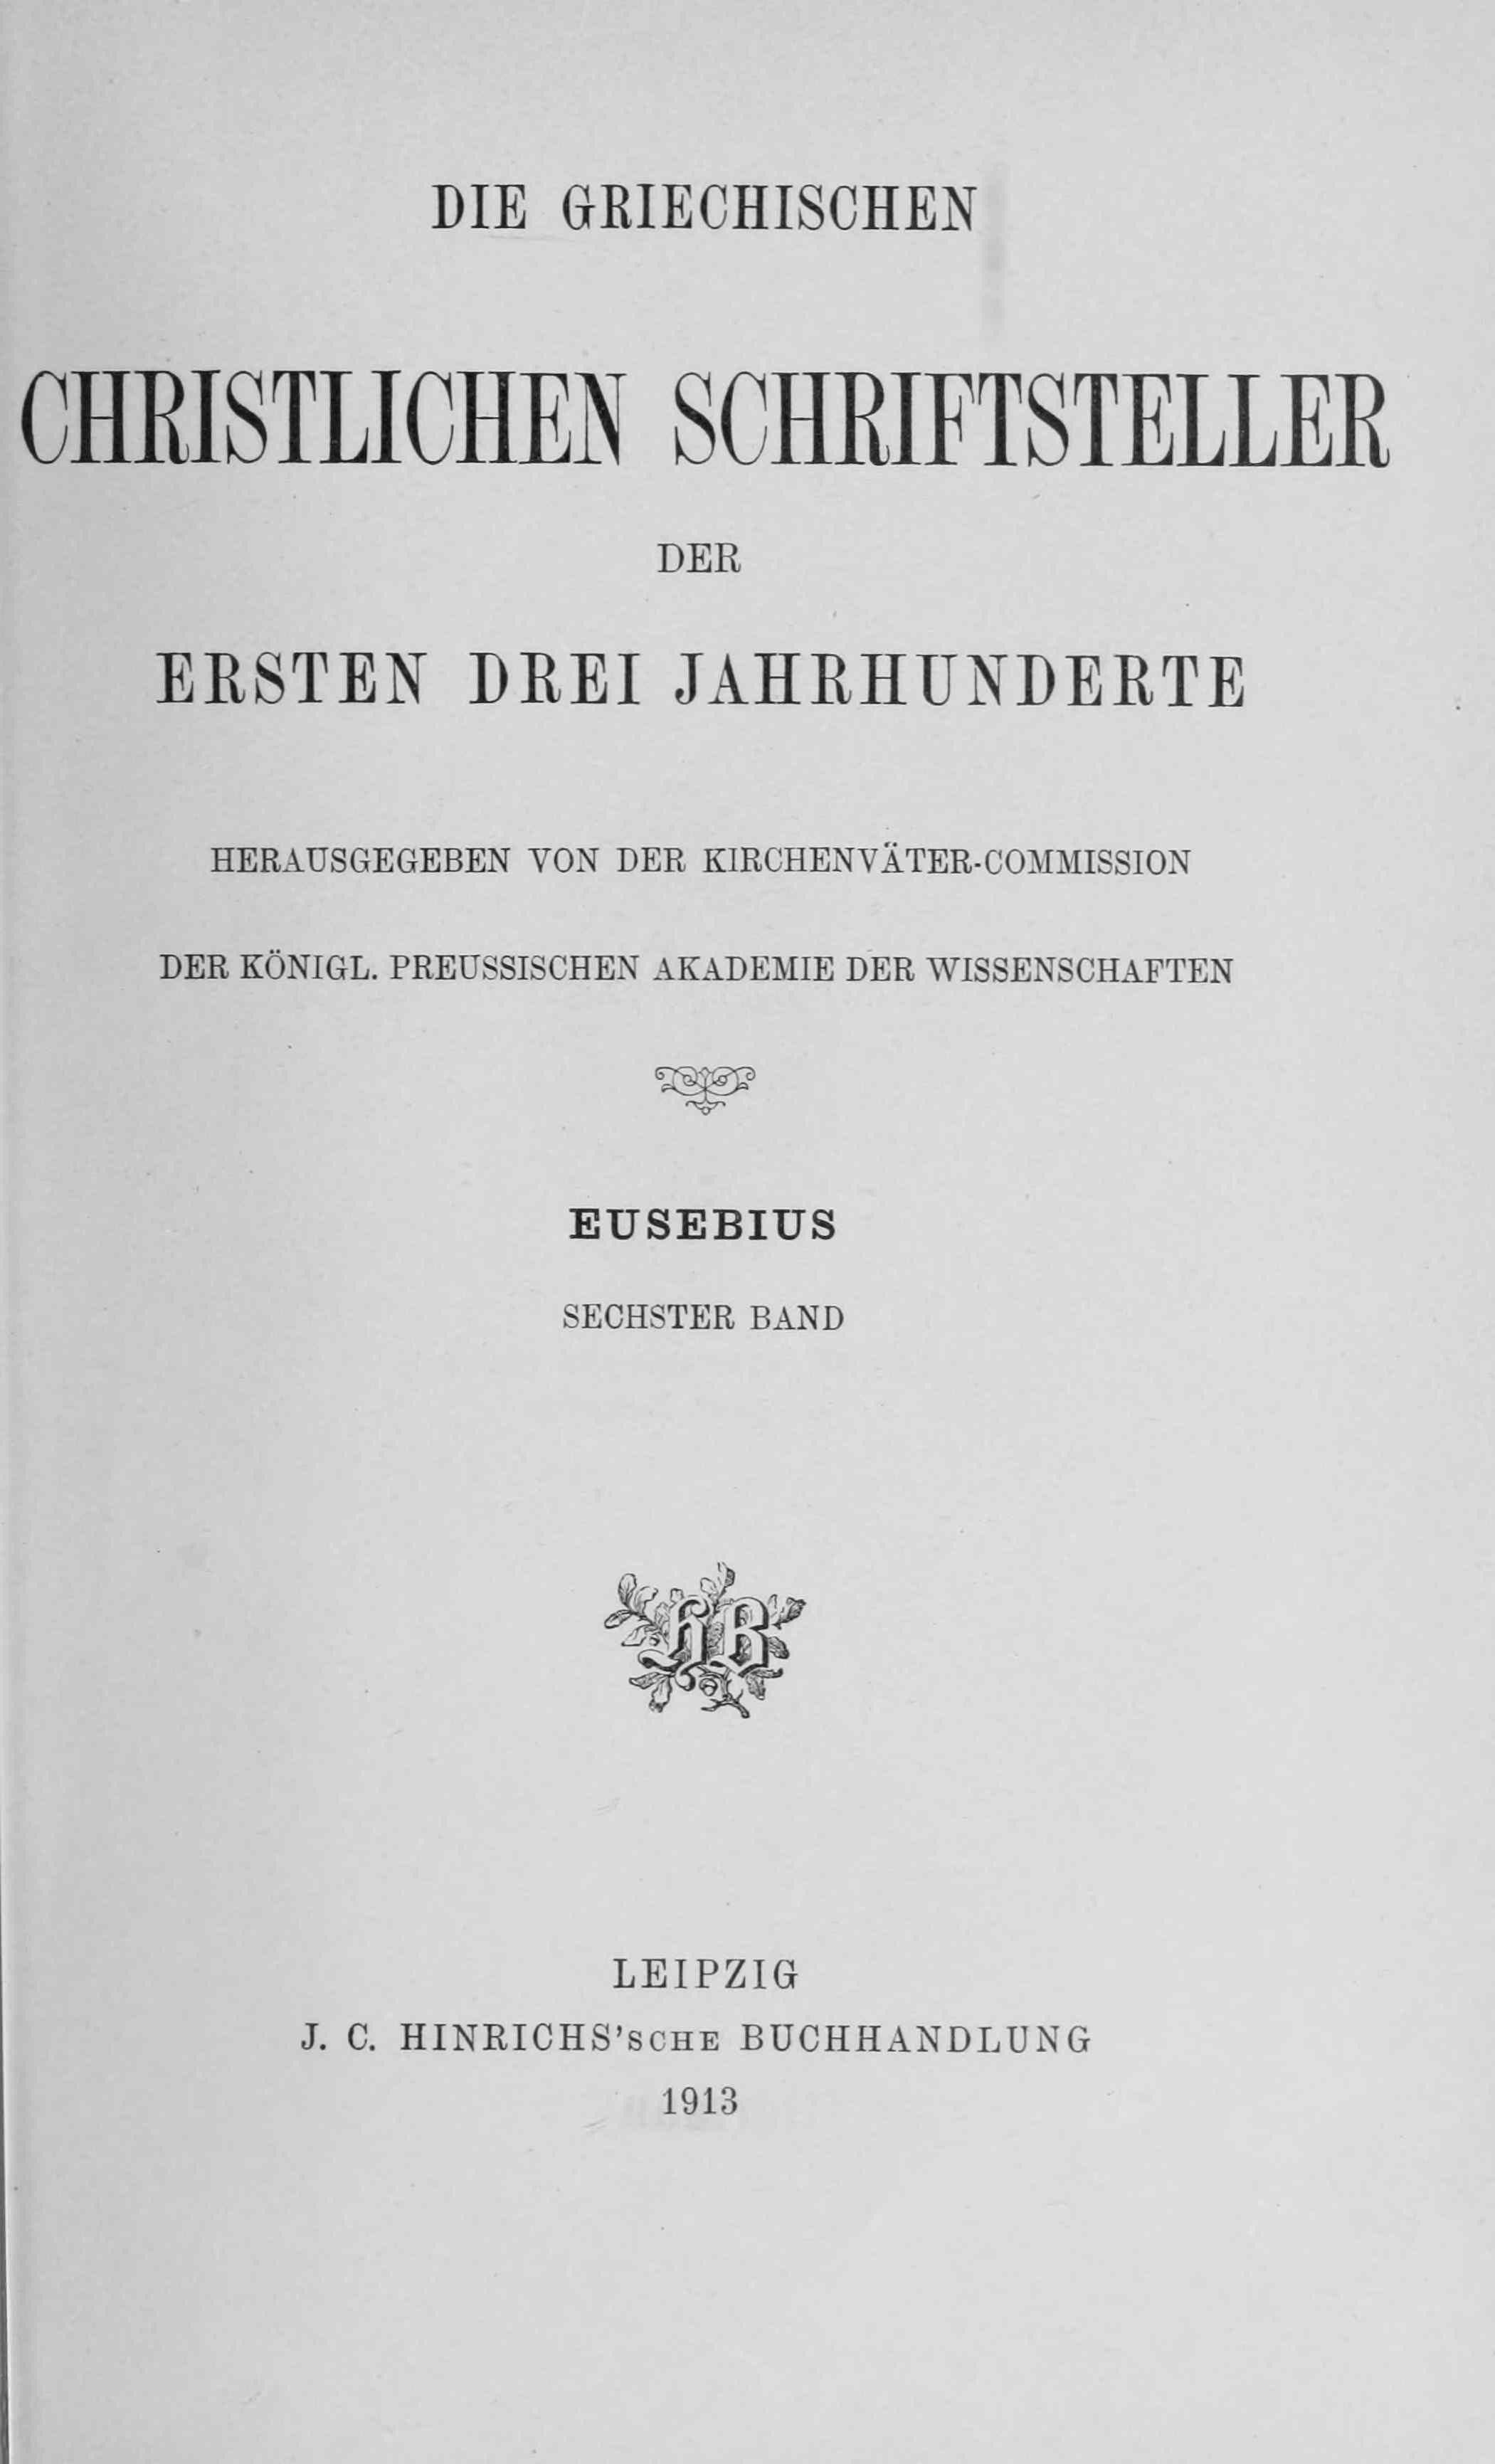 DIE GRIECHISCHEN
CHRISTLICHEN SCHRIFTSTELLER
DER
ERSTEN DREI JAHRHUNDERTE
HERAUSGEGEBEN VON DER KIRCHENVÄTER-COMMISSION
DER KÖNIGL. PREUSSISCHEN AKADEMIE DER WISSENSCHAFTEN
EUSEBIUS
SECHSTER BAND
HB
LEIPZIG
J. C. HINRICHS'SCHE BUCHHANDLUNG
1913